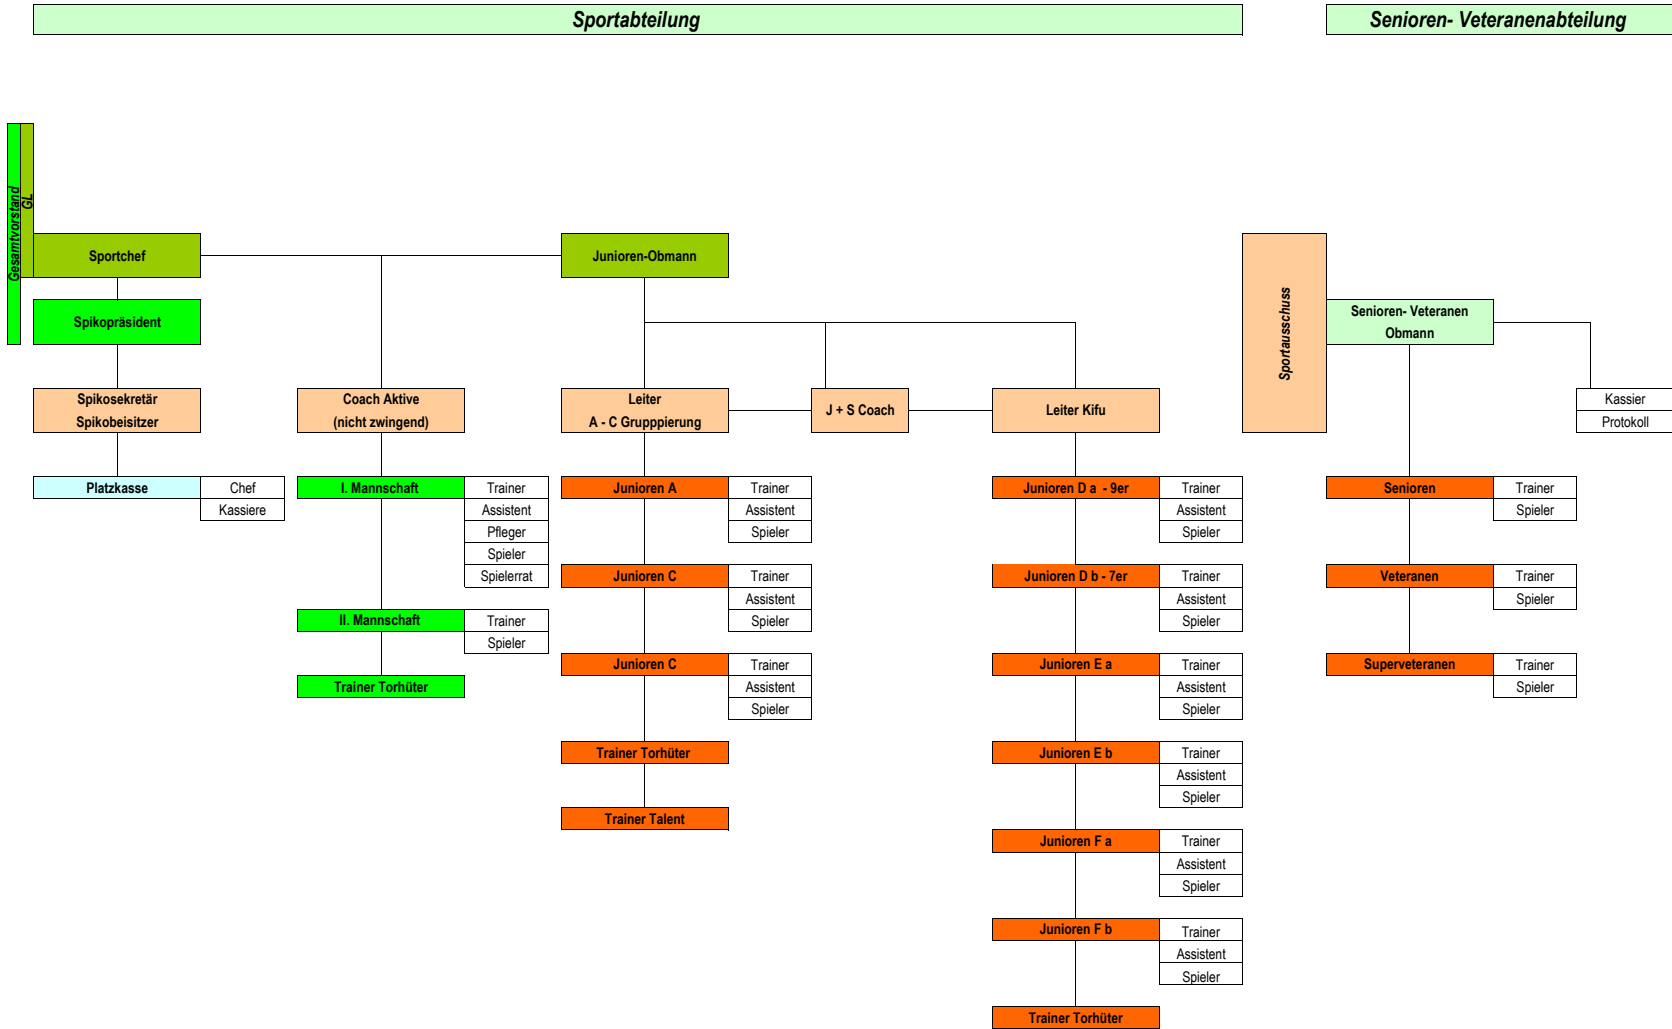 Sportabteilung
Senioren- Veteranenabteilung
Gesamtvorstand
GL
Sportchef
Junioren-Obmann
Sportausschuss
Spikopräsident
Senioren- Veteranen
Obmann
Spikosekretär
Spikobeisitzer
Coach Aktive
(nicht zwingend)
Leiter
A - C Grupppierung
J + S Coach
Leiter Kifu
Kassier
Protokoll
Platzkasse
Chef
Kassiere
I. Mannschaft
Trainer
Assistent
Pfleger
Spieler
Spielerrat
II. Mannschaft
Trainer
Spieler
Trainer Torhüter
Junioren A
Trainer
Assistent
Spieler
Junioren C
Trainer
Assistent
Spieler
Junioren C
Trainer
Assistent
Spieler
Trainer Torhüter
Trainer Talent
Junioren D a - 9er
Trainer
Assistent
Spieler
Junioren D b - 7er
Trainer
Assistent
Spieler
Junioren E a
Trainer
Assistent
Spieler
Junioren E b
Trainer
Assistent
Spieler
Junioren F a
Trainer
Assistent
Spieler
Junioren F b
Trainer
Assistent
Spieler
Trainer Torhüter
Senioren
Trainer
Spieler
Veteranen
Trainer
Spieler
Superveteranen
Trainer
Spieler